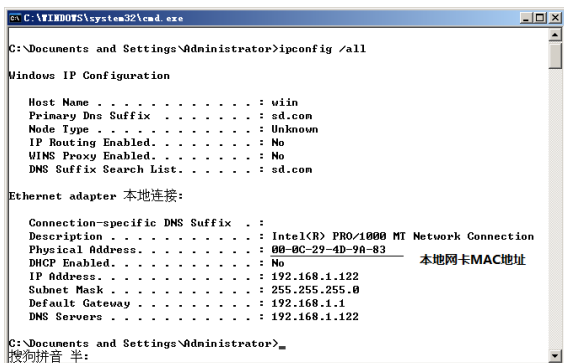 C:\WINDOWS\system32\cmd.exe
C:\Documents and Settings\Administrator>ipconfig /all
Windows IP Configuration
Host Name . . . . . . . . . . . . : wiin
Primary Dns Suffix . . . . . . . : sd.com
Node Type . . . . . . . . . . . . : Unknown
IP Routing Enabled. . . . . . . . : No
WINS Proxy Enabled. . . . . . . . : No
DNS Suffix Search List. . . . . . : sd.com
Ethernet adapter 本地连接:
Connection-specific DNS Suffix . :
Description . . . . . . . . . . . : Intel(R) PRO/1000 MT Network Connection
Physical Address. . . . . . . . . : 00-0C-29-4D-9A-83
本地网卡MAC地址
DHCP Enabled. . . . . . . . . . . : No
IP Address. . . . . . . . . . . . : 192.168.1.122
Subnet Mask . . . . . . . . . . . : 255.255.255.0
Default Gateway . . . . . . . . . : 192.168.1.1
DNS Servers . . . . . . . . . . . : 192.168.1.122
C:\Documents and Settings\Administrator>_
搜狗拼音 半: